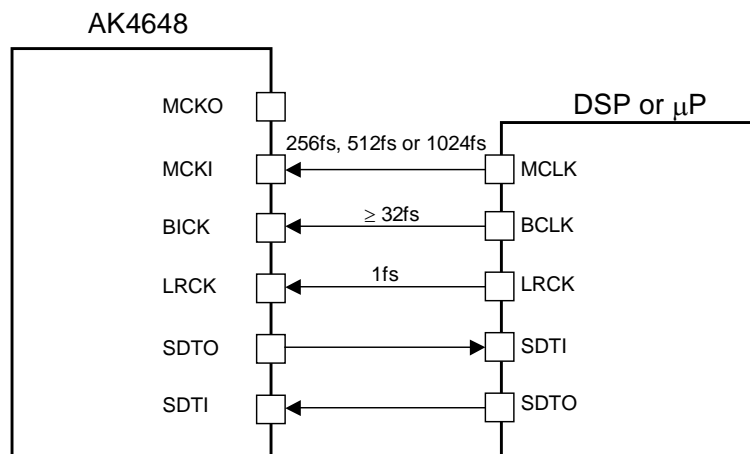 AK4648
DSP or μP
MCKO
256fs, 512fs or 1024fs
MCKI
MCLK
≥ 32fs
BICK
BCLK
1fs
LRCK
LRCK
SDTO
SDTI
SDTI
SDTO